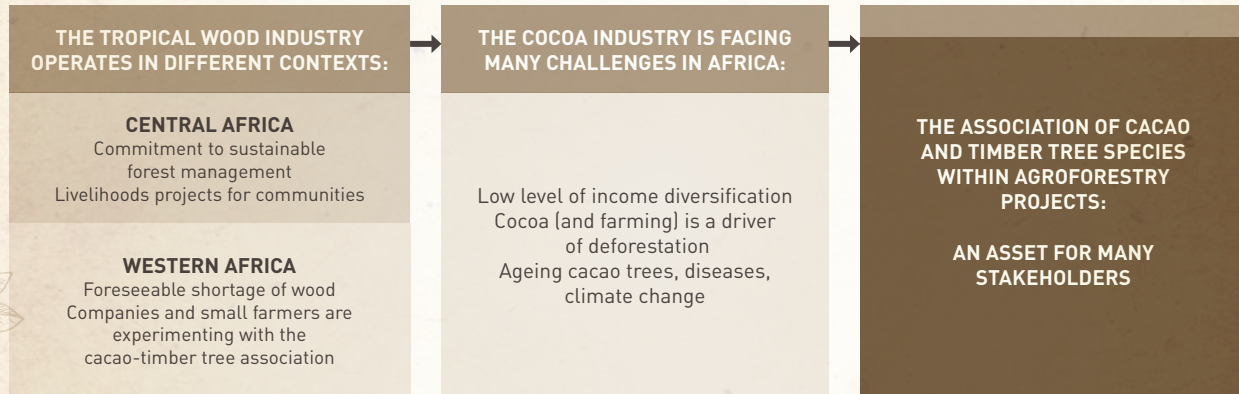 THE TROPICAL WOOD INDUSTRY
OPERATES IN DIFFERENT CONTEXTS:
CENTRAL AFRICA
Commitment to sustainable
forest management
Livelihoods projects for communities
WESTERN AFRICA
Foreseeable shortage of wood
Companies and small farmers are
experimenting with the
cacao-timber tree association
THE COCOA INDUSTRY IS FACING
MANY CHALLENGES IN AFRICA:
Low level of income diversification
Cocoa (and farming) is a driver
of deforestation
Ageing cacao trees, diseases,
climate change
THE ASSOCIATION OF CACAO
AND TIMBER TREE SPECIES
WITHIN AGROFORESTRY
PROJECTS:
AN ASSET FOR MANY
STAKEHOLDERS